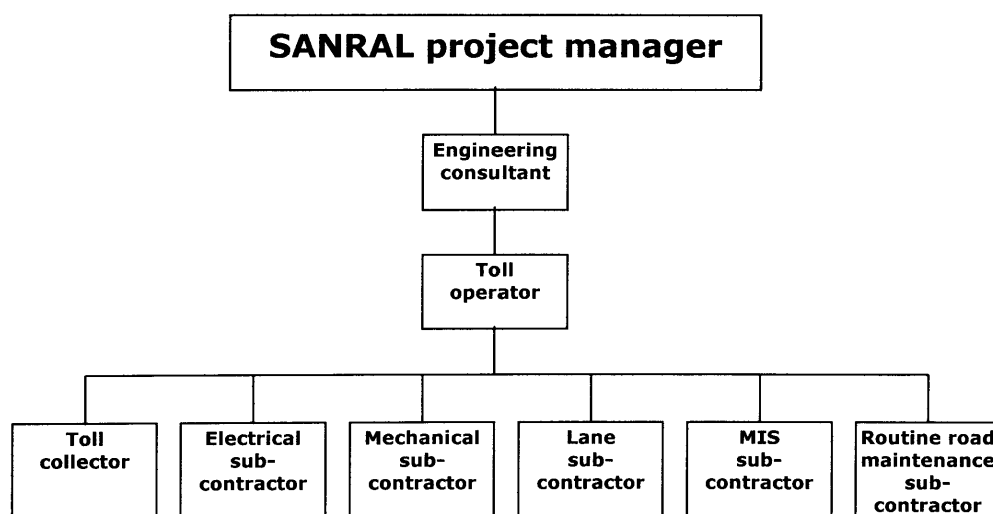 SANRAL project manager
Engineering
consultant
Toll
operator
Toll
collector
Electrical
sub-
contractor
Mechanical
sub-
contractor
Lane
sub-
contractor
MIS
sub-
contractor
Routine road
maintenance
sub-
contractor